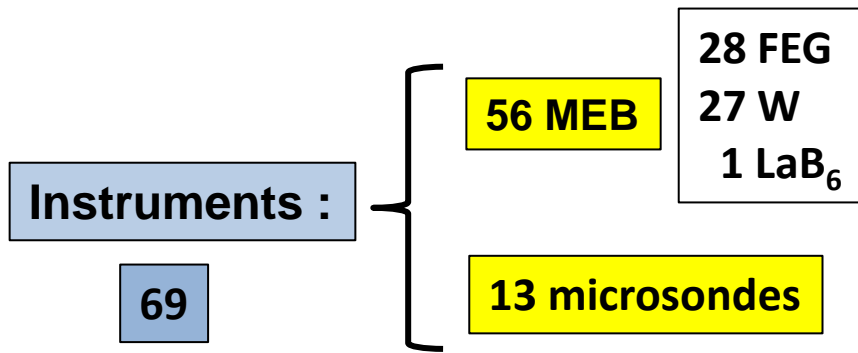 Instruments :
69
56 MEB
28 FEG
27 W
1 LaB₆
13 microsondes